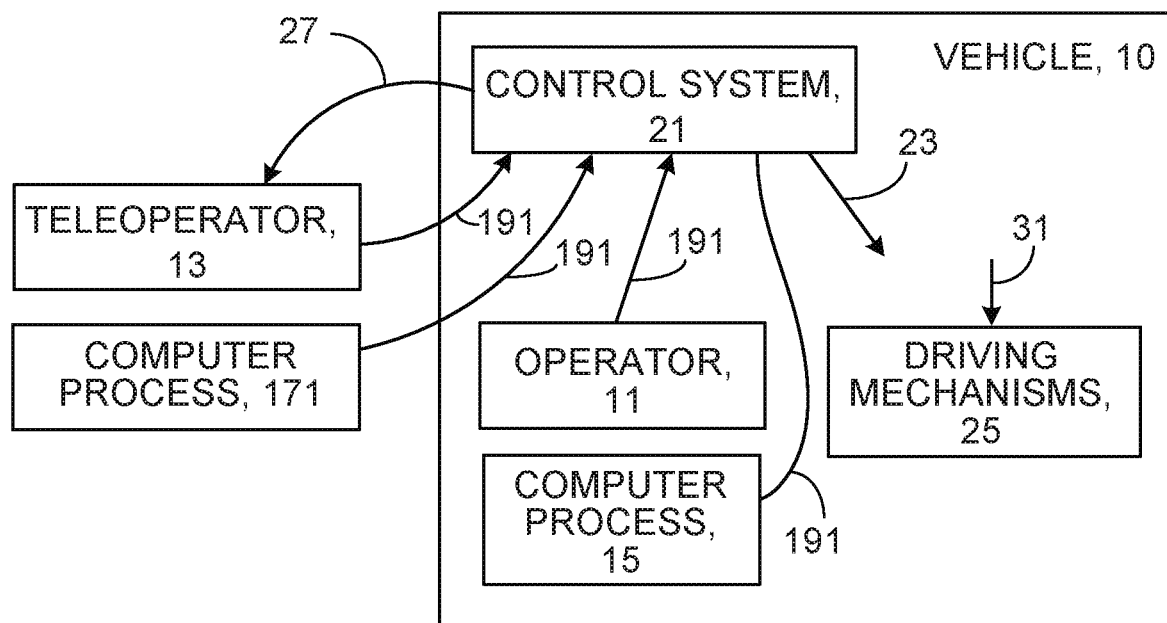 27
VEHICLE, 10
CONTROL SYSTEM,
21
23
TELEOPERATOR,
13
191
191
191
31
COMPUTER
PROCESS, 171
OPERATOR,
11
DRIVING
MECHANISMS,
25
COMPUTER
PROCESS,
15
191